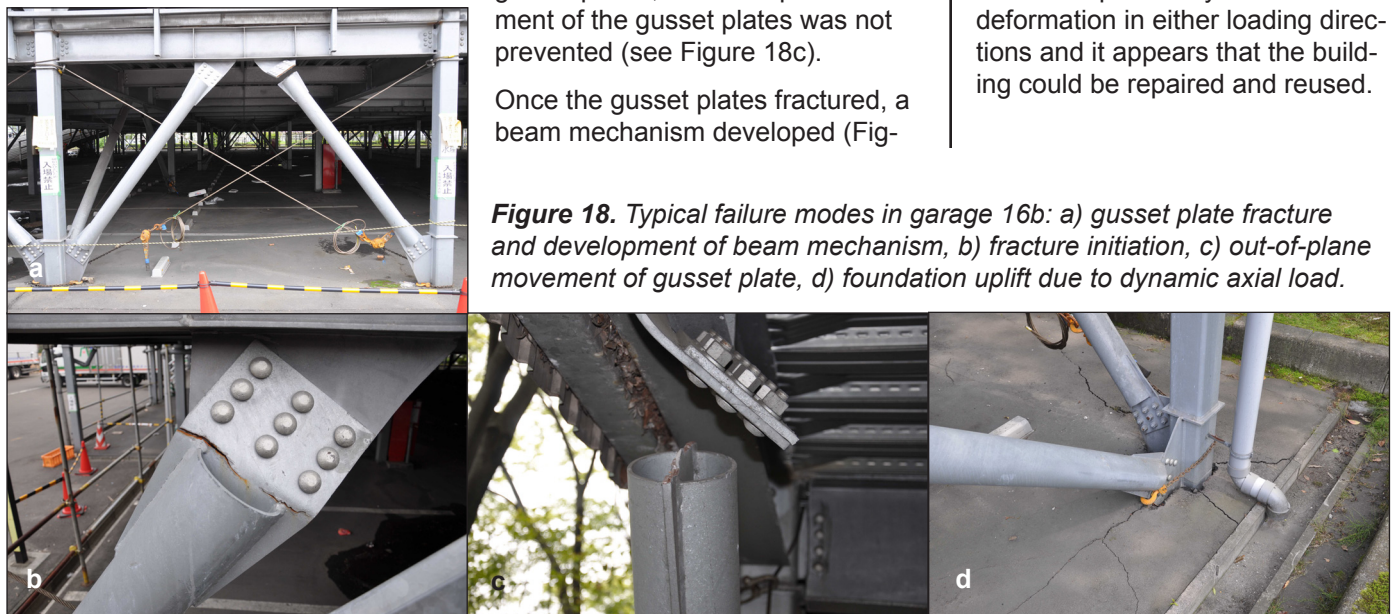 ment of the gusset plates was not
prevented (see Figure 18c).
Once the gusset plates fractured, a
beam mechanism developed (Fig-
deformation in either loading direc-
tions and it appears that the build-
ing could be repaired and reused.
Figure 18. Typical failure modes in garage 16b: a) gusset plate fracture
and development of beam mechanism, b) fracture initiation, c) out-of-plane
movement of gusset plate, d) foundation uplift due to dynamic axial load.
入場禁止
入場禁止
a
b
c
d